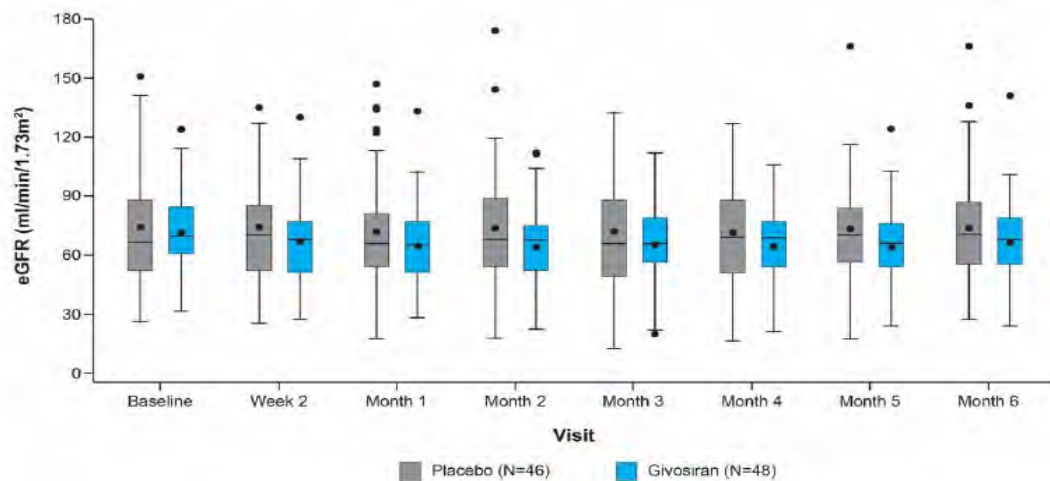 180
150
120
90
60
30
0
eGFR (ml/min/1.73m²)
Baseline Week 2 Month 1 Month 2 Month 3 Month 4 Month 5 Month 6
Visit
Placebo (N=46) Givosiran (N=48)